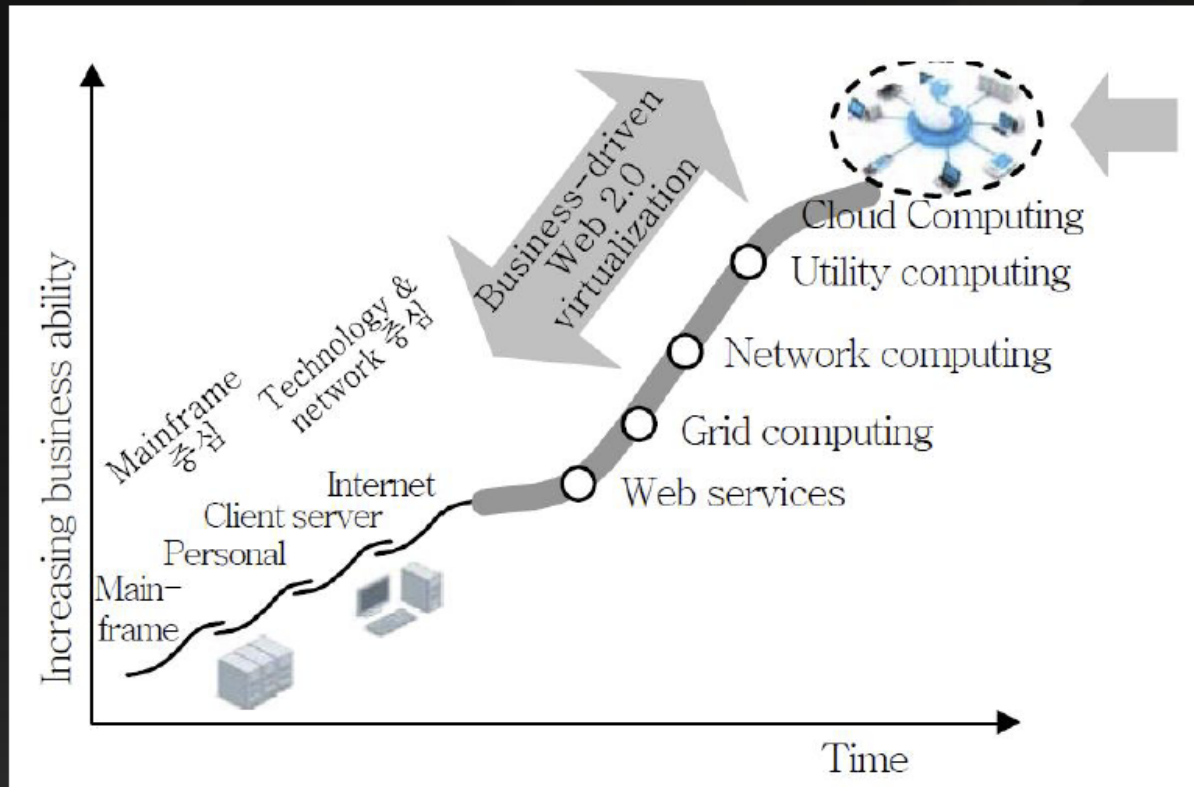 Increasing business ability
Business-driven
Web 2.0
virtualization
Cloud Computing
Utility computing
Technology &
network 중심
Network computing
Mainframe
중심
Grid computing
Internet
Web services
Client server
Personal
Main-
frame
Time